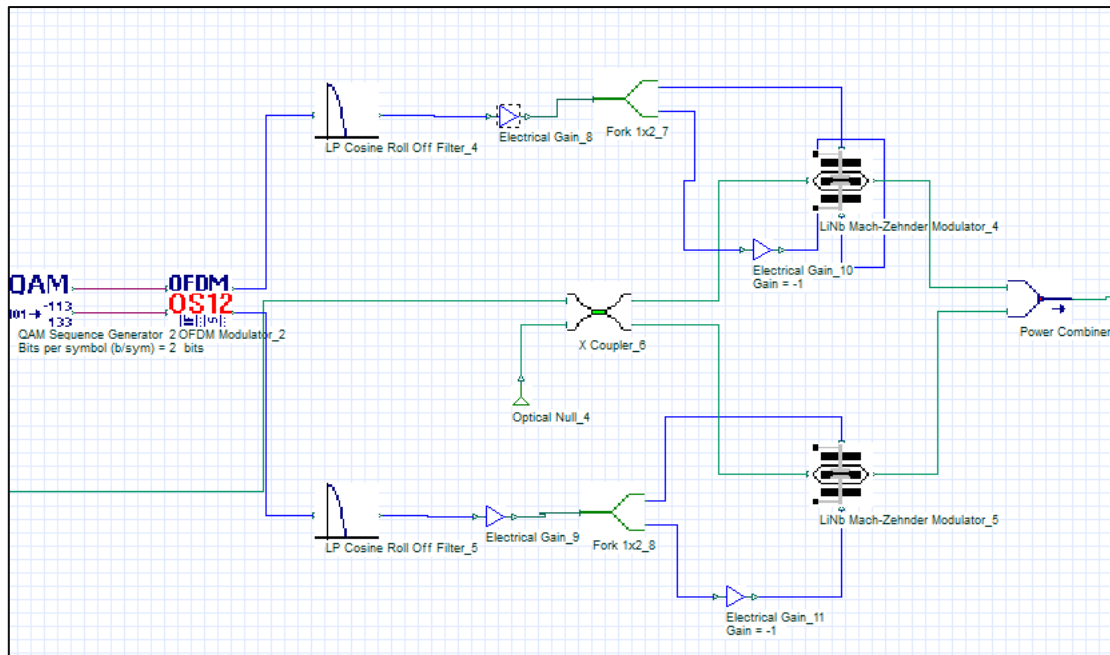 LP Cosine Roll Off Filter_4
Electrical Gain_8
Fork 1x2_7
LiNb Mach-Zehnder Modulator_4
Electrical Gain_10
Gain = -1
QAM
101 -113
133
OFDM
OS12
QAM Sequence Generator_2 OFDM Modulator_2
Bits per symbol (b/sym) = 2 bits
X Coupler_6
Power Combiner
Optical Null_4
LP Cosine Roll Off Filter_5
Electrical Gain_9
Fork 1x2_8
LiNb Mach-Zehnder Modulator_5
Electrical Gain_11
Gain = -1